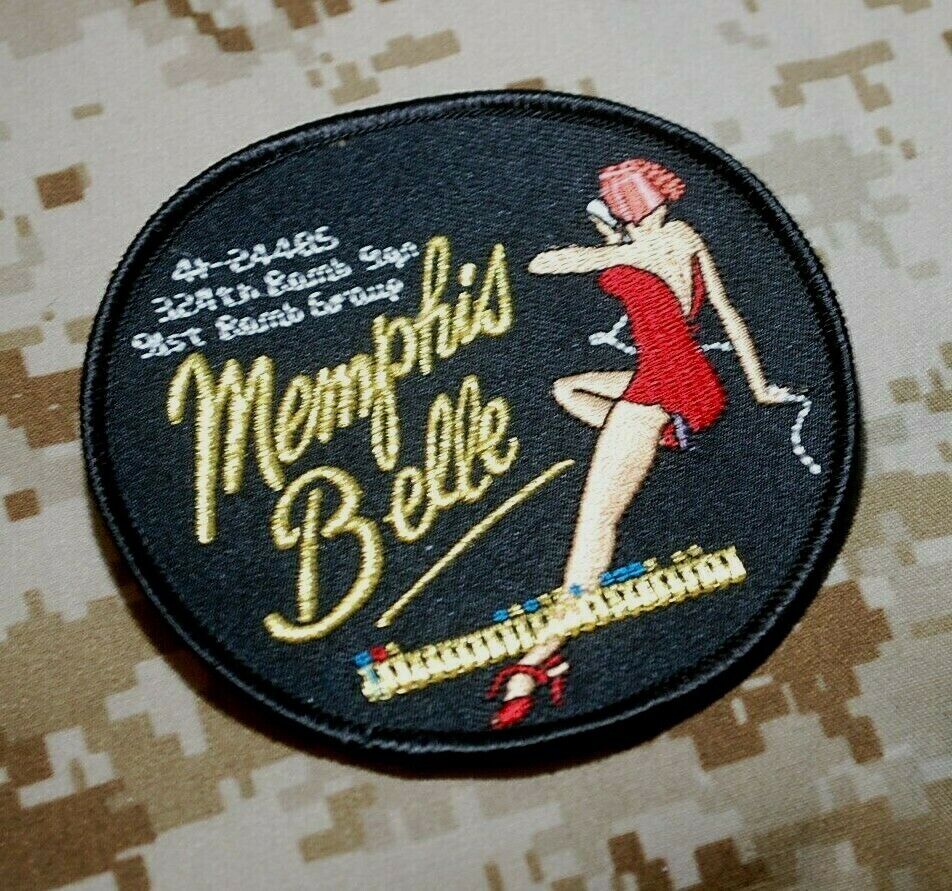 41-24485
324th Bomb Sqn
91st Bomb Group
Memphis
Belle